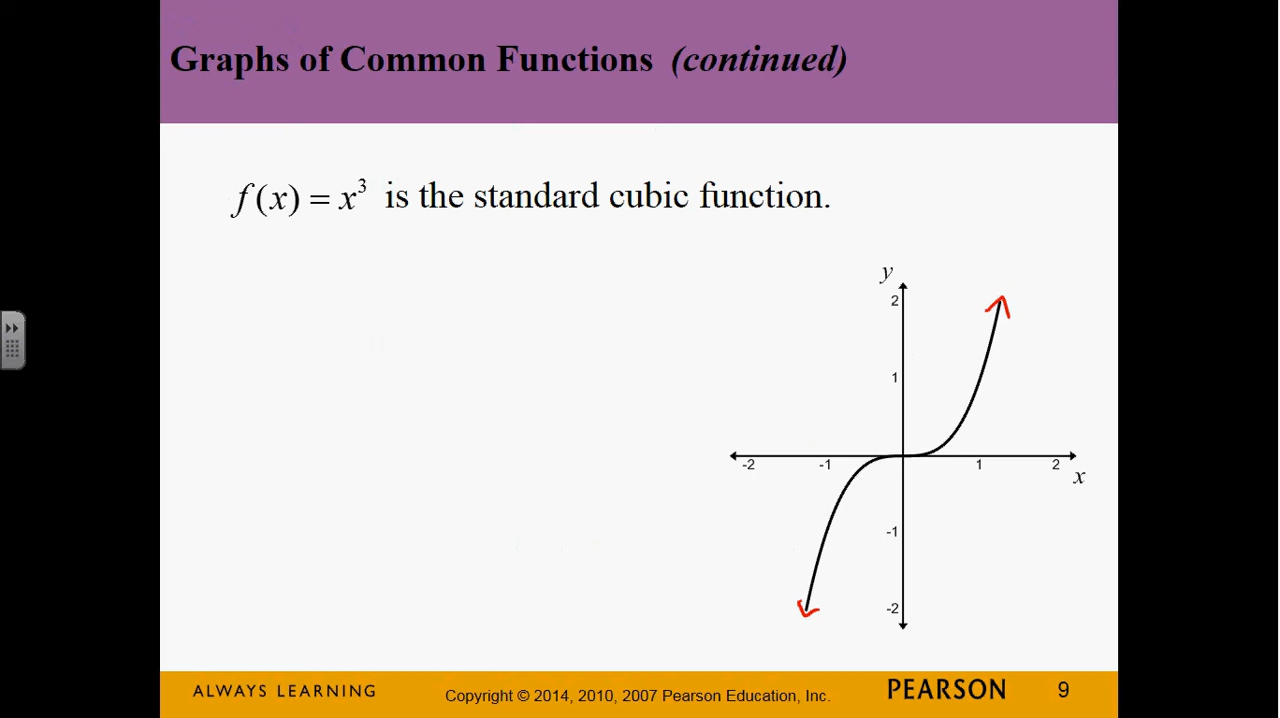 Graphs of Common Functions (continued)
f(x) = x³ is the standard cubic function.
y
2
1
-2 -1 1 2
x
-1
-2
ALWAYS LEARNING Copyright © 2014, 2010, 2007 Pearson Education, Inc. PEARSON 9